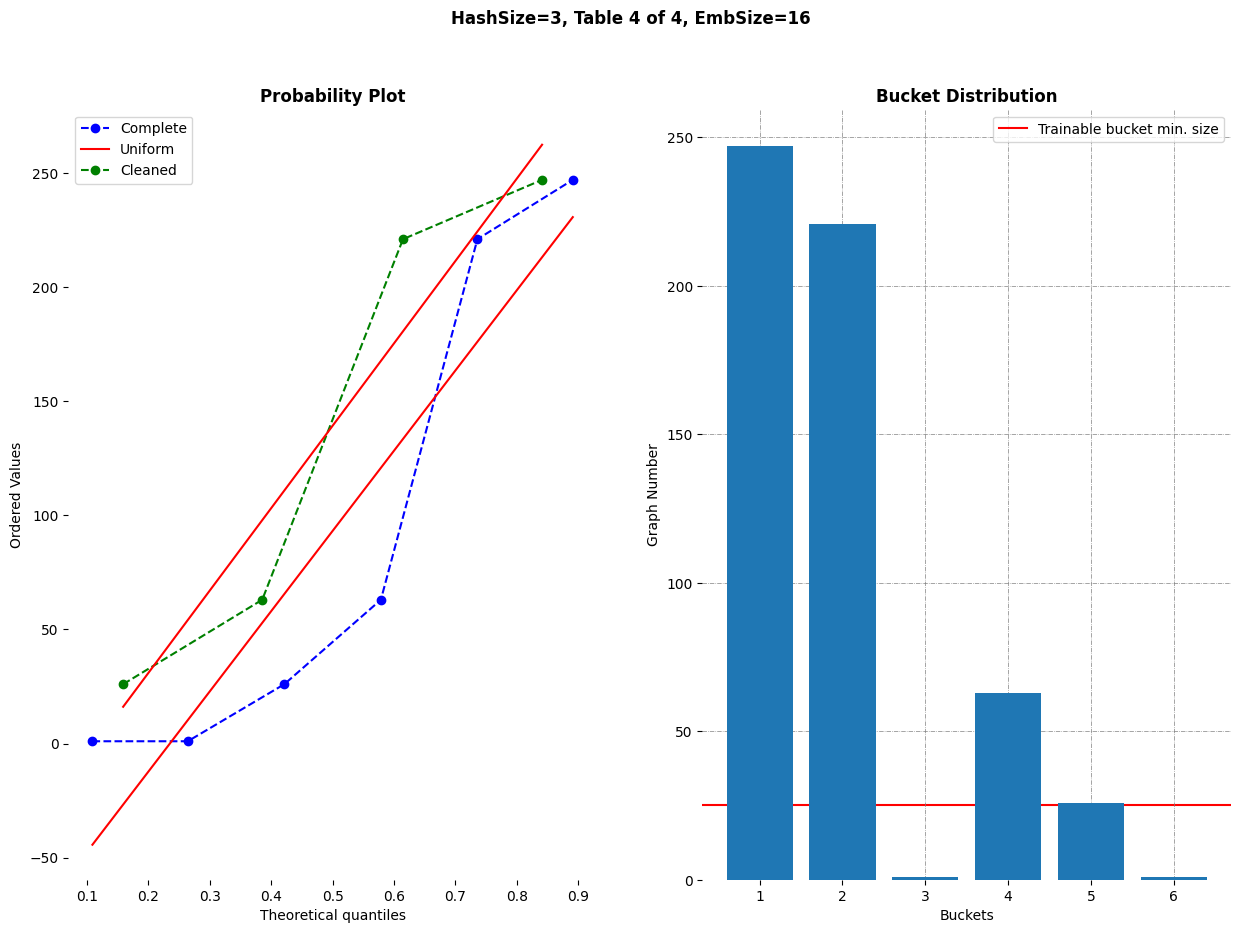 HashSize=3, Table 4 of 4, EmbSize=16
Probability Plot
Complete
Uniform
Cleaned
250
200
150
100
50
0
−50
Ordered Values
0.1 0.2 0.3 0.4 0.5 0.6 0.7 0.8 0.9
Theoretical quantiles
Bucket Distribution
Trainable bucket min. size
250
200
150
100
50
0
Graph Number
1 2 3 4 5 6
Buckets